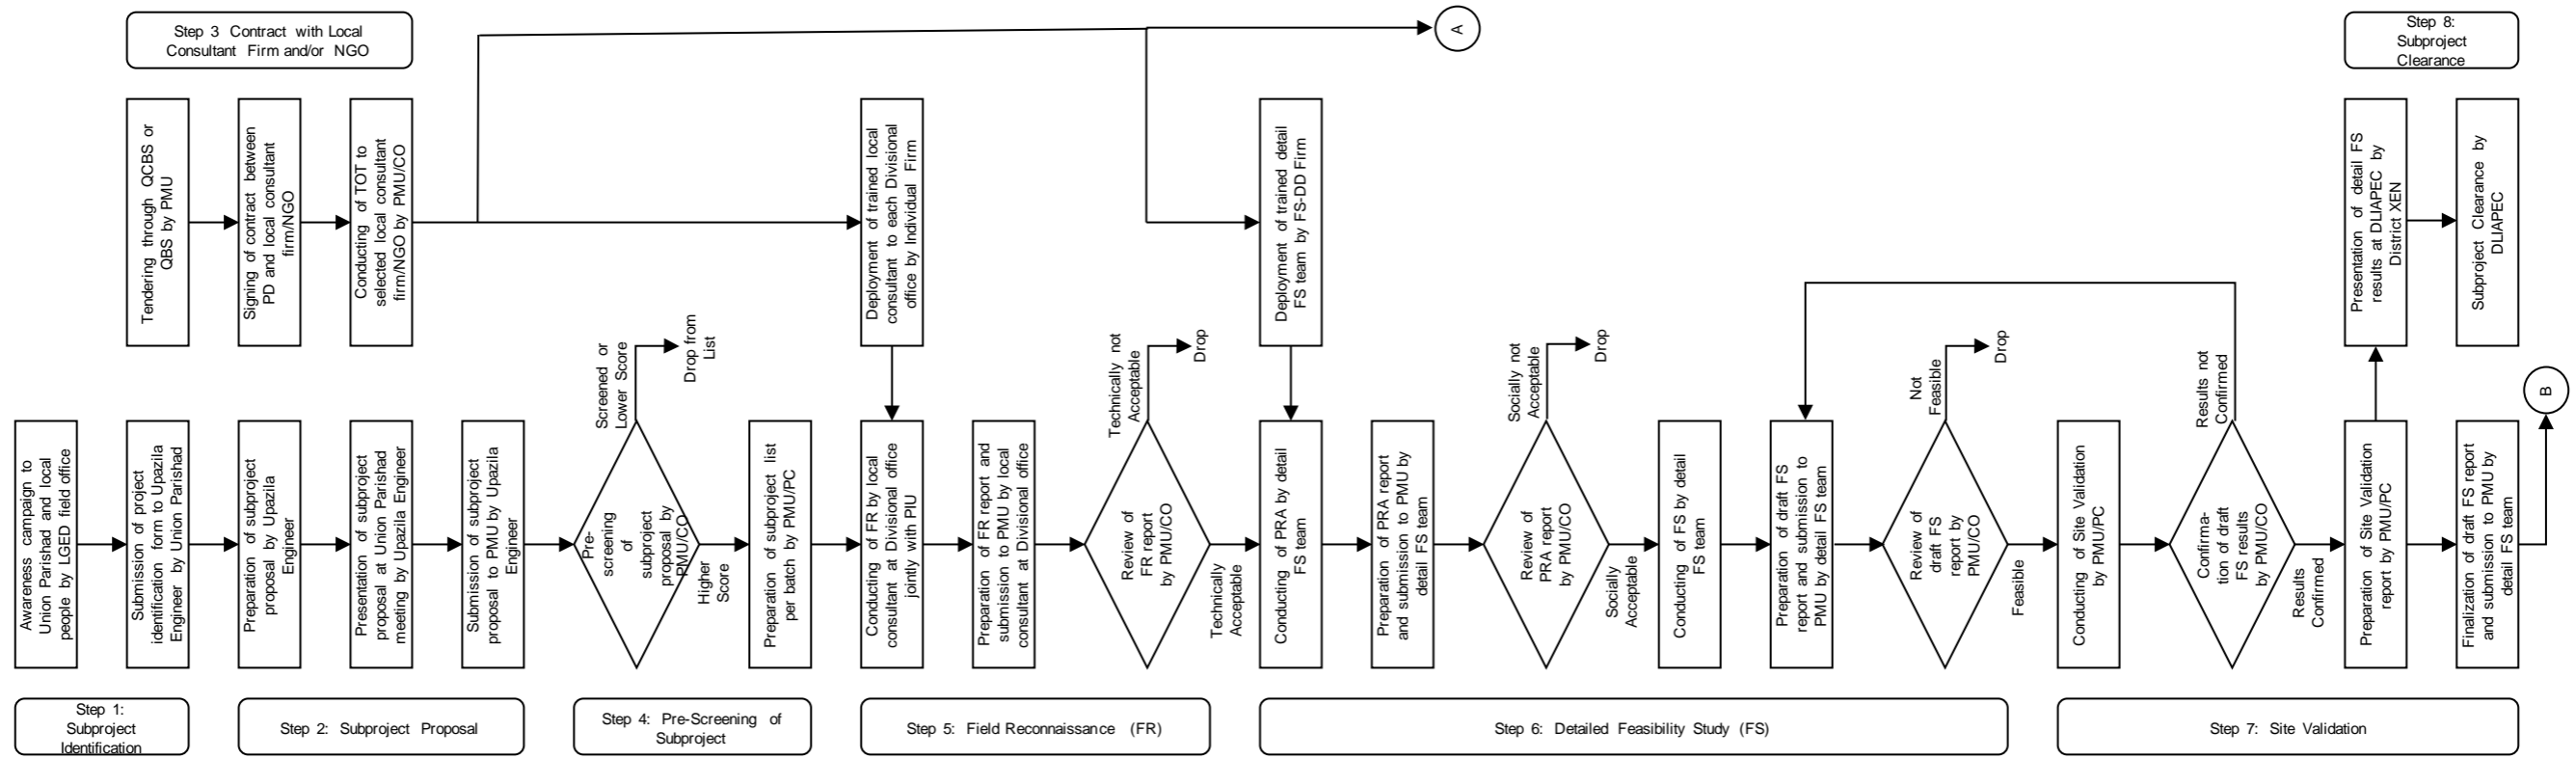 Step 3 Contract with Local
Consultant Firm and/or NGO
A
Step 8:
Subproject
Clearance
Tendering through QCBS or
QBS by PMU
Signing of contract between
PD and local consultant
firm/NGO
Conducting of TOT to
selected local consultant
firm/NGO by PMU/CO
Deployment of trained local
consultant to each Divisional
office by Individual Firm
Deployment of trained detail
FS team by FS-DD Firm
Presentation of detail FS
results at DLIAPEC by
District XEN
Subproject Clearance by
DLIAPEC
Screened or
Lower Score
Drop from
List
Technically not
Acceptable
Drop
Socially not
Acceptable
Drop
Not
Feasible
Drop
Results not
Confirmed
B
Awareness campaign to
Union Parishad and local
people by LGED field office
Submission of project
identification form to Upazila
Engineer by Union Parishad
Preparation of subproject
proposal by Upazila
Engineer
Presentation of subproject
proposal at Union Parishad
meeting by Upazila Engineer
Submission of subproject
proposal to PMU by Upazila
Engineer
Pre-
screening
of
subproject
proposal by
PMU/CO
Higher
Score
Preparation of subproject list
per batch by PMU/PC
Conducting of FR by local
consultant at Divisional office
jointly with PIU
Preparation of FR report and
submission to PMU by local
consultant at Divisional office
Review of
FR report
by PMU/CO
Technically
Acceptable
Conducting of PRA by detail
FS team
Preparation of PRA report
and submission to PMU by
detail FS team
Review of
PRA report
by PMU/CO
Socially
Acceptable
Conducting of FS by detail
FS team
Preparation of draft FS
report and submission to
PMU by detail FS team
Review of
draft FS
report by
PMU/CO
Feasible
Conducting of Site Validation
by PMU/PC
Confirma-
tion of draft
FS results
by PMU/CO
Results
Confirmed
Preparation of Site Validation
report by PMU/PC
Finalization of draft FS report
and submission to PMU by
detail FS team
Step 1:
Subproject
Identification
Step 2: Subproject Proposal
Step 4: Pre-Screening of
Subproject
Step 5: Field Reconnaissance (FR)
Step 6: Detailed Feasibility Study (FS)
Step 7: Site Validation